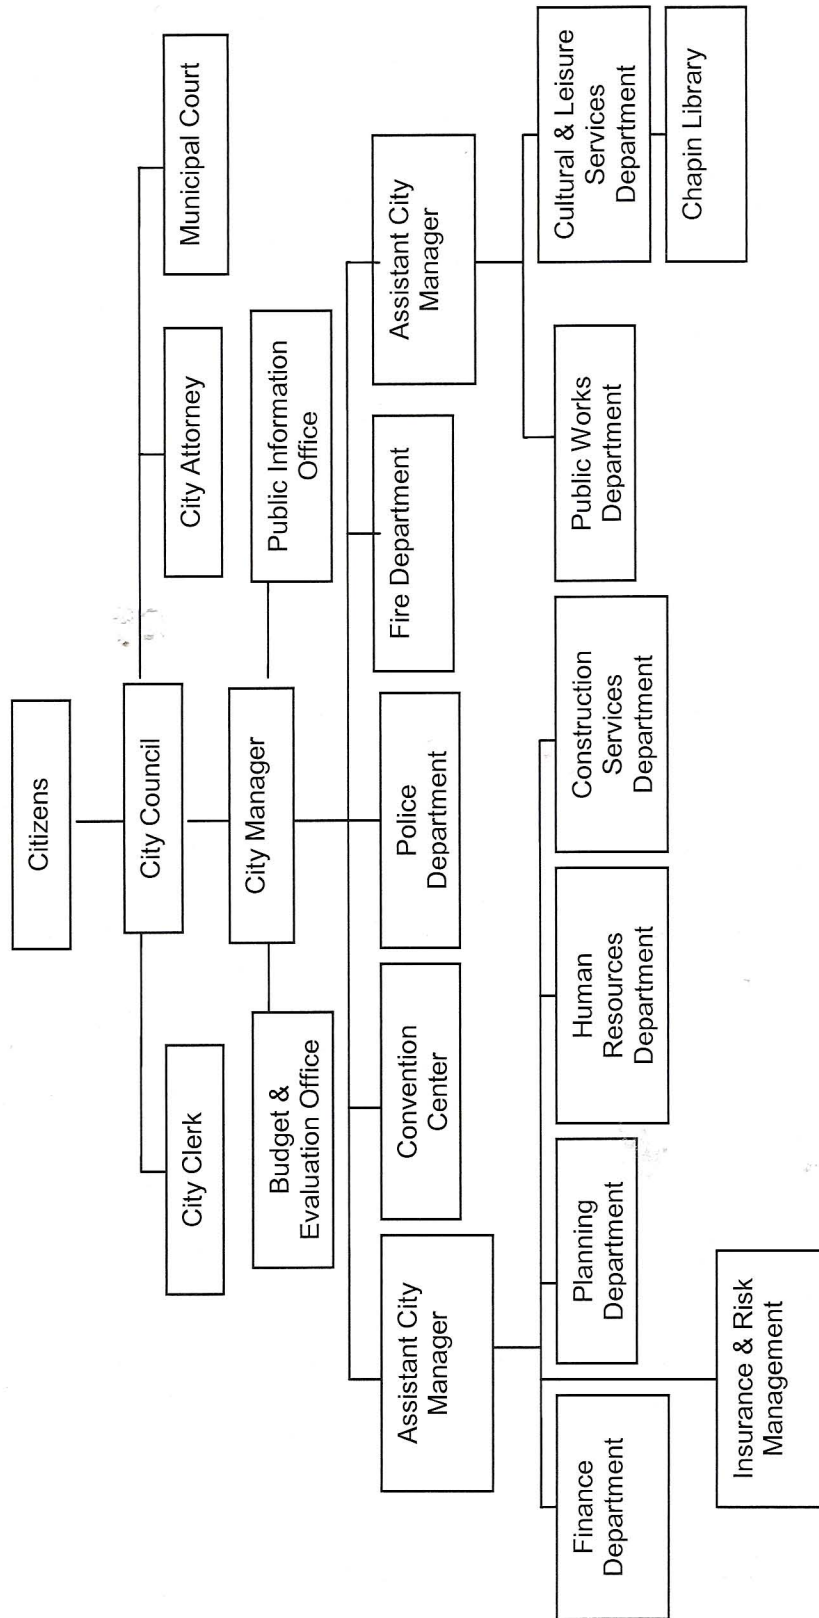 Citizens
City Council
City Clerk
City Attorney
Municipal Court
City Manager
Budget &
Evaluation Office
Public Information
Office
Assistant City
Manager
Convention
Center
Police
Department
Fire Department
Assistant City
Manager
Finance
Department
Planning
Department
Human
Resources
Department
Construction
Services
Department
Public Works
Department
Cultural & Leisure
Services
Department
Insurance & Risk
Management
Chapin Library